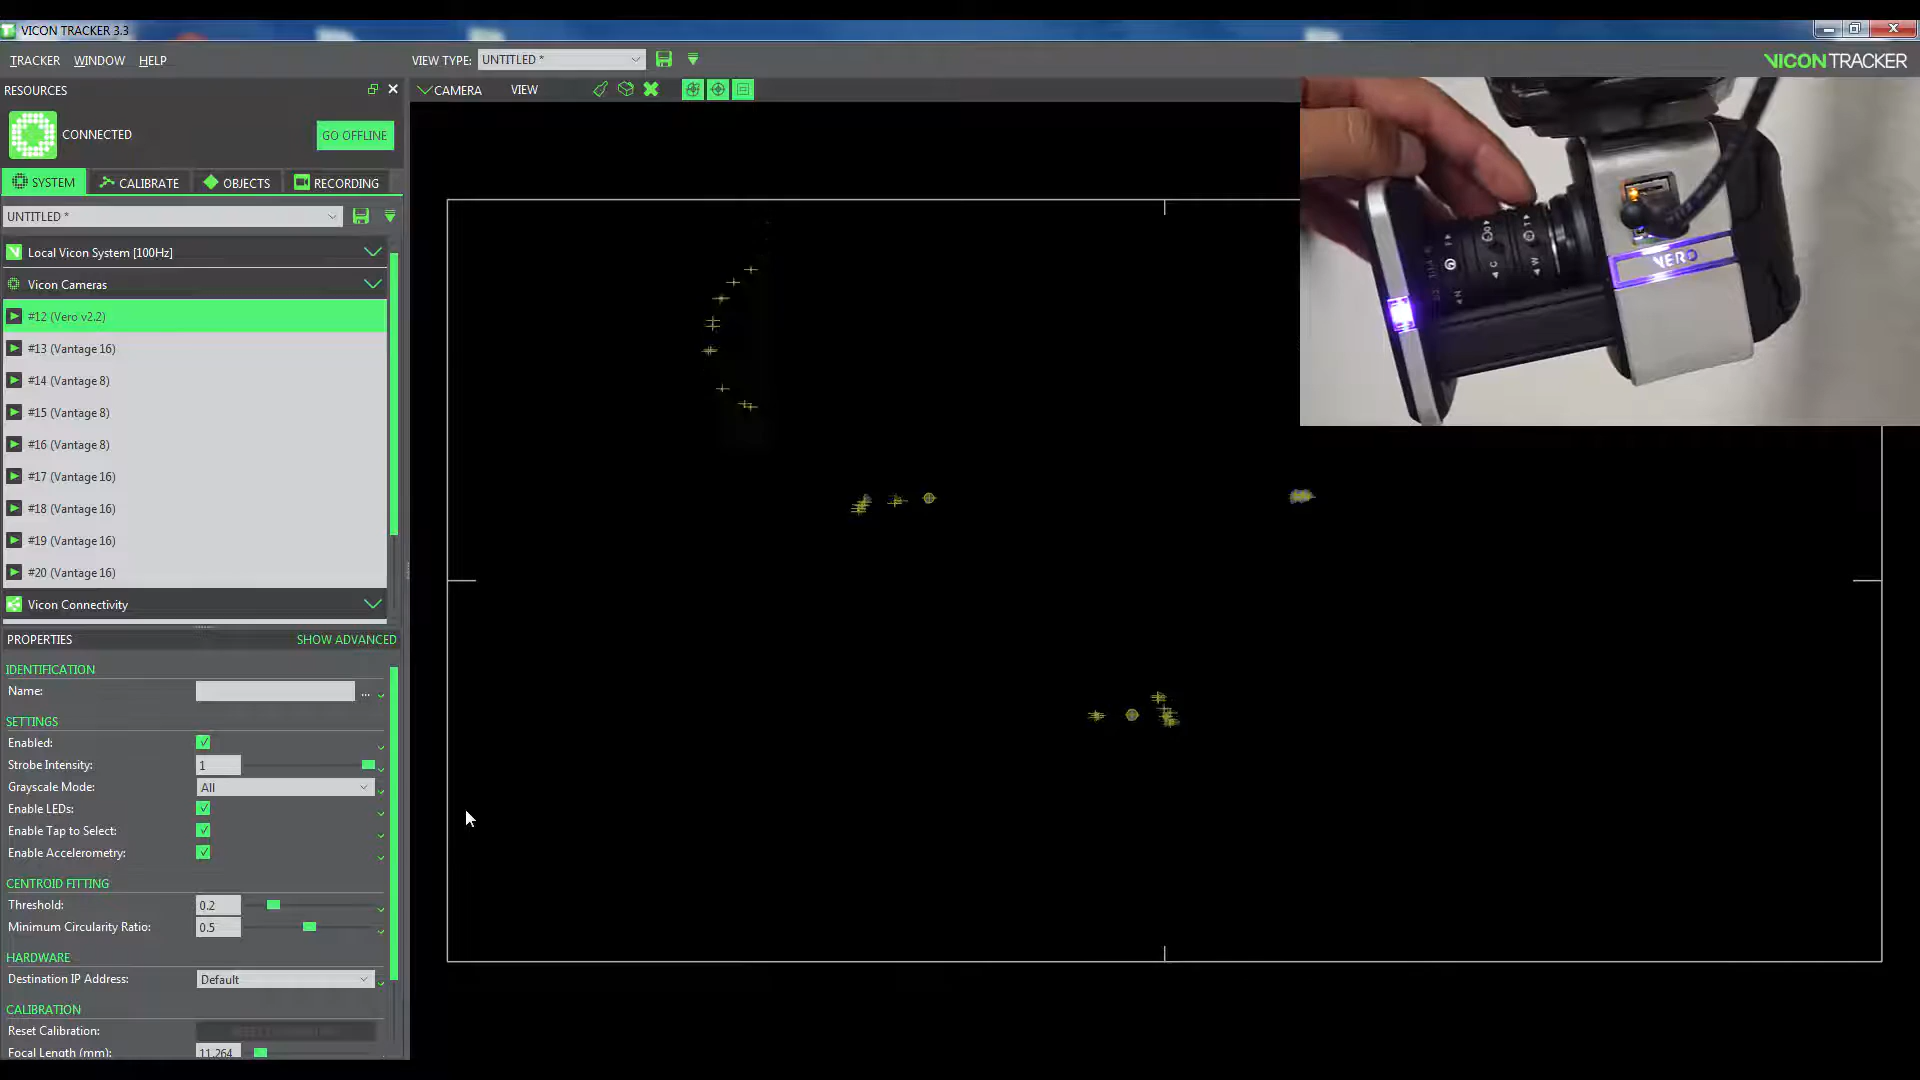 VICON TRACKER 3.3
TRACKER WINDOW HELP
VIEW TYPE: UNTITLED *
VICONTRACKER
RESOURCES
CAMERA VIEW
CONNECTED
GO OFFLINE
SYSTEM CALIBRATE OBJECTS RECORDING
UNTITLED *
Local Vicon System [100Hz]
Vicon Cameras
#12 (Vero v2.2)
#13 (Vantage 16)
#14 (Vantage 8)
#15 (Vantage 8)
#16 (Vantage 8)
#17 (Vantage 16)
#18 (Vantage 16)
#19 (Vantage 16)
#20 (Vantage 16)
Vicon Connectivity
VERO
PROPERTIES SHOW ADVANCED
IDENTIFICATION
Name: ...
SETTINGS
Enabled:
Strobe Intensity: 1
Grayscale Mode: All
Enable LEDs:
Enable Tap to Select:
Enable Accelerometry:
CENTROID FITTING
Threshold: 0.2
Minimum Circularity Ratio: 0.5
HARDWARE
Destination IP Address: Default
CALIBRATION
Reset Calibration:
Focal Length (mm): 11.264